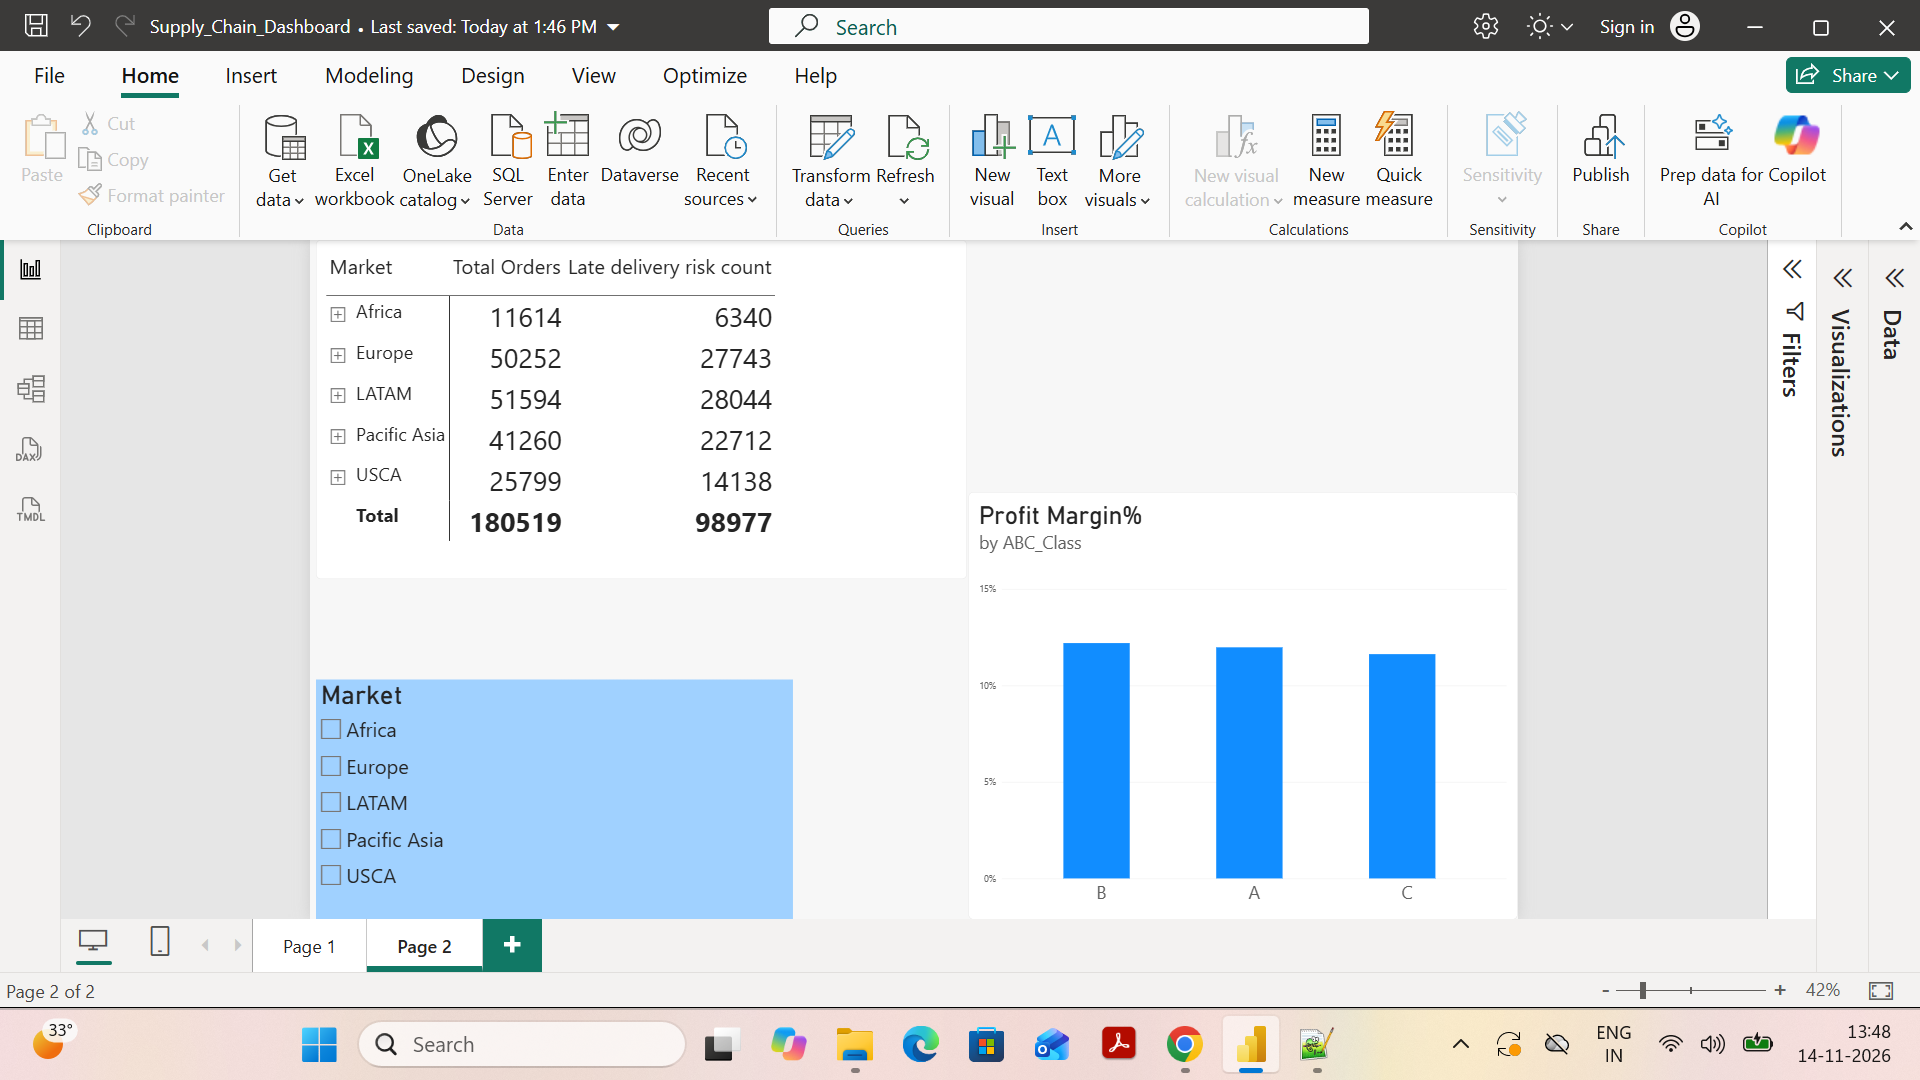 Supply_Chain_Dashboard • Last saved: Today at 1:46 PM
Search
Sign in
File Home Insert Modeling Design View Optimize Help
Share
Paste
Cut
Copy
Format painter
Clipboard
Get data
Excel workbook
OneLake catalog
SQL Server
Enter data
Dataverse
Recent sources
Data
Transform data
Refresh
Queries
New visual
Text box
More visuals
Insert
New visual calculation
New measure
Quick measure
Calculations
Sensitivity
Sensitivity
Publish
Share
Prep data for AI
Copilot
Copilot
DAX
TMDL
Market Total Orders Late delivery risk count
Africa 11614 6340
Europe 50252 27743
LATAM 51594 28044
Pacific Asia 41260 22712
USCA 25799 14138
Total 180519 98977
Profit Margin%
by ABC_Class
15%
10%
5%
0%
B A C
Market
Africa
Europe
LATAM
Pacific Asia
USCA
Filters
Visualizations
Data
Page 1
Page 2
Page 2 of 2
- + 42%
33°
Search
ENG
IN
13:48
14-11-2026